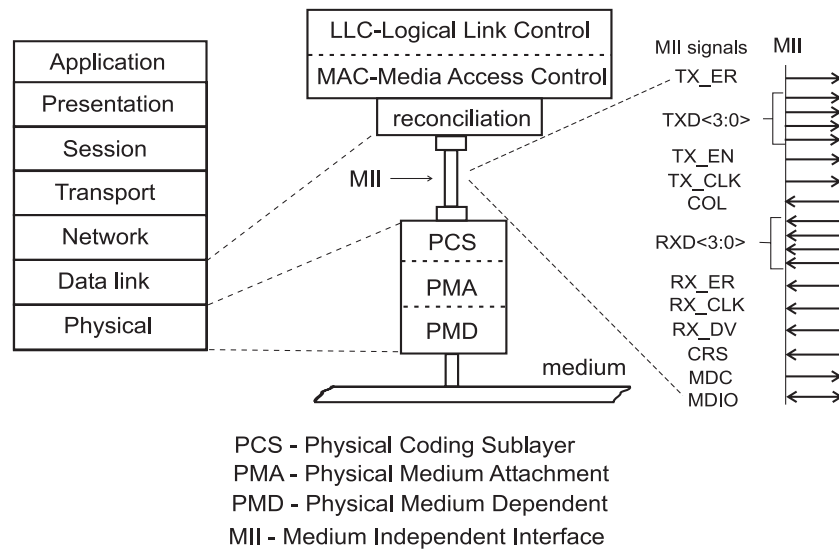 Application
Presentation
Session
Transport
Network
Data link
Physical
LLC-Logical Link Control
MAC-Media Access Control
reconciliation
MII
PCS
PMA
PMD
medium
MII signals
MII
TX_ER
TXD<3:0>
TX_EN
TX_CLK
COL
RXD<3:0>
RX_ER
RX_CLK
RX_DV
CRS
MDC
MDIO
PCS - Physical Coding Sublayer
PMA - Physical Medium Attachment
PMD - Physical Medium Dependent
MII - Medium Independent Interface